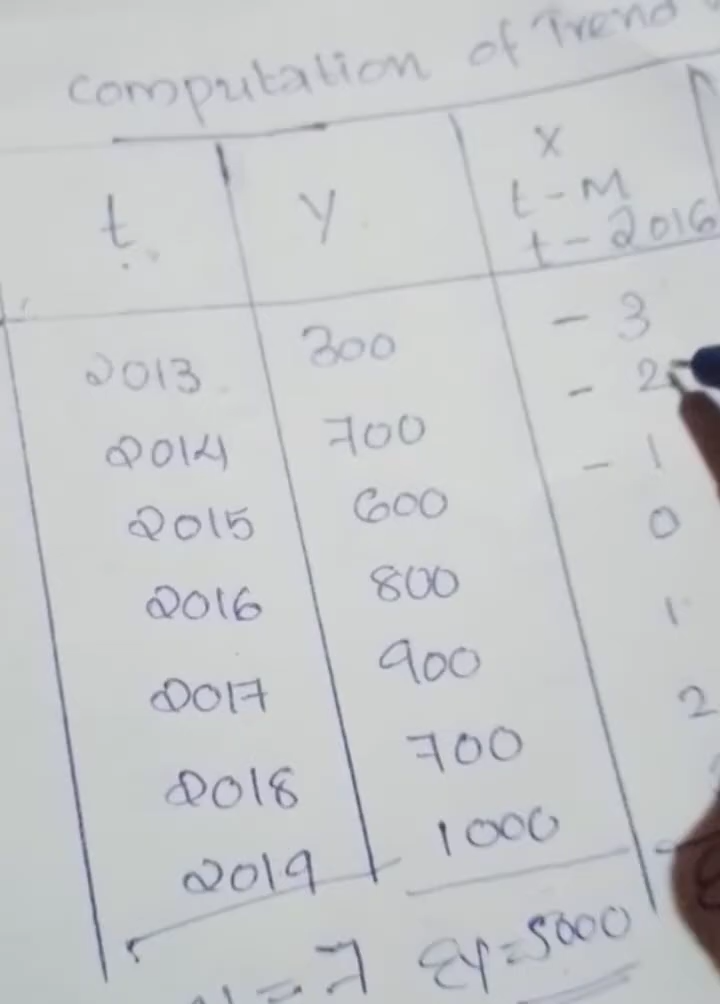 Computation of Trend
t y x
t - M
t - 2016
2013 300 - 3
2014 700 - 2
2015 600 - 1
2016 800 0
2017 900 1
2018 700 2
2019 1000
= 7 Σy = 5000